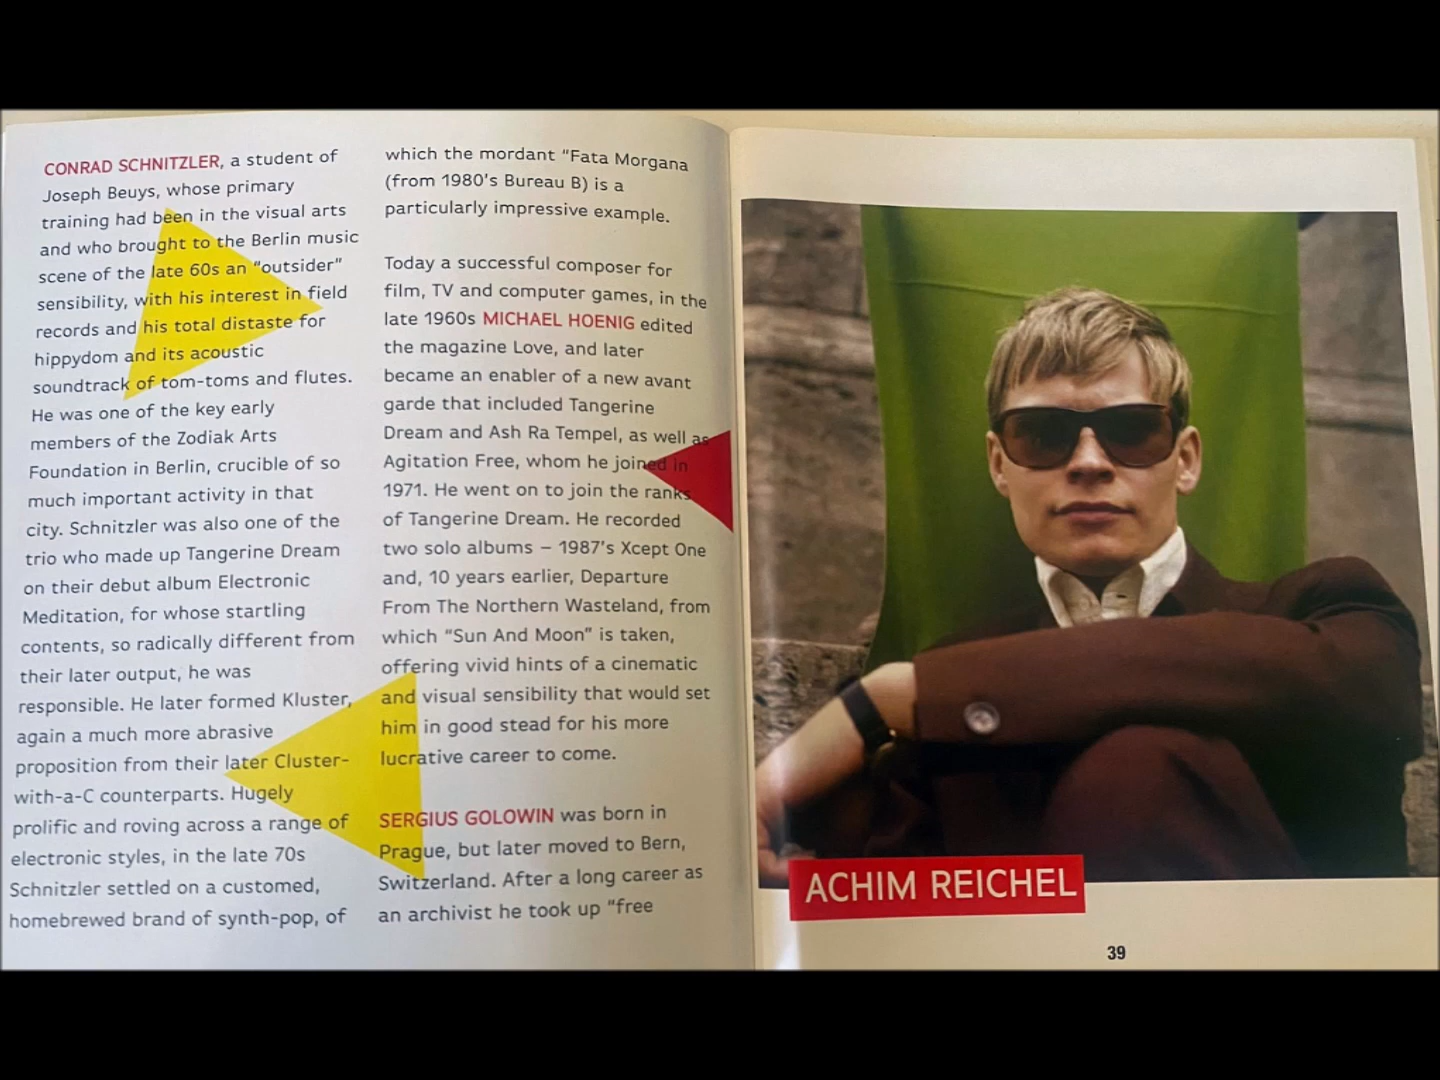 CONRAD SCHNITZLER, a student of
Joseph Beuys, whose primary
training had been in the visual arts
and who brought to the Berlin music
scene of the late 60s an “outsider”
sensibility, with his interest in field
records and his total distaste for
hippydom and its acoustic
soundtrack of tom-toms and flutes.
He was one of the key early
members of the Zodiak Arts
Foundation in Berlin, crucible of so
much important activity in that
city. Schnitzler was also one of the
trio who made up Tangerine Dream
on their debut album Electronic
Meditation, for whose startling
contents, so radically different from
their later output, he was
responsible. He later formed Kluster,
again a much more abrasive
proposition from their later Cluster-
with-a-C counterparts. Hugely
prolific and roving across a range of
electronic styles, in the late 70s
Schnitzler settled on a customed,
homebrewed brand of synth-pop, of
which the mordant “Fata Morgana
(from 1980's Bureau B) is a
particularly impressive example.
Today a successful composer for
film, TV and computer games, in the
late 1960s MICHAEL HOENIG edited
the magazine Love, and later
became an enabler of a new avant
garde that included Tangerine
Dream and Ash Ra Tempel, as well as
Agitation Free, whom he joined in
1971. He went on to join the ranks
of Tangerine Dream. He recorded
two solo albums – 1987's Xcept One
and, 10 years earlier, Departure
From The Northern Wasteland, from
which “Sun And Moon” is taken,
offering vivid hints of a cinematic
and visual sensibility that would set
him in good stead for his more
lucrative career to come.
SERGIUS GOLOWIN was born in
Prague, but later moved to Bern,
Switzerland. After a long career as
an archivist he took up “free
ACHIM REICHEL
39